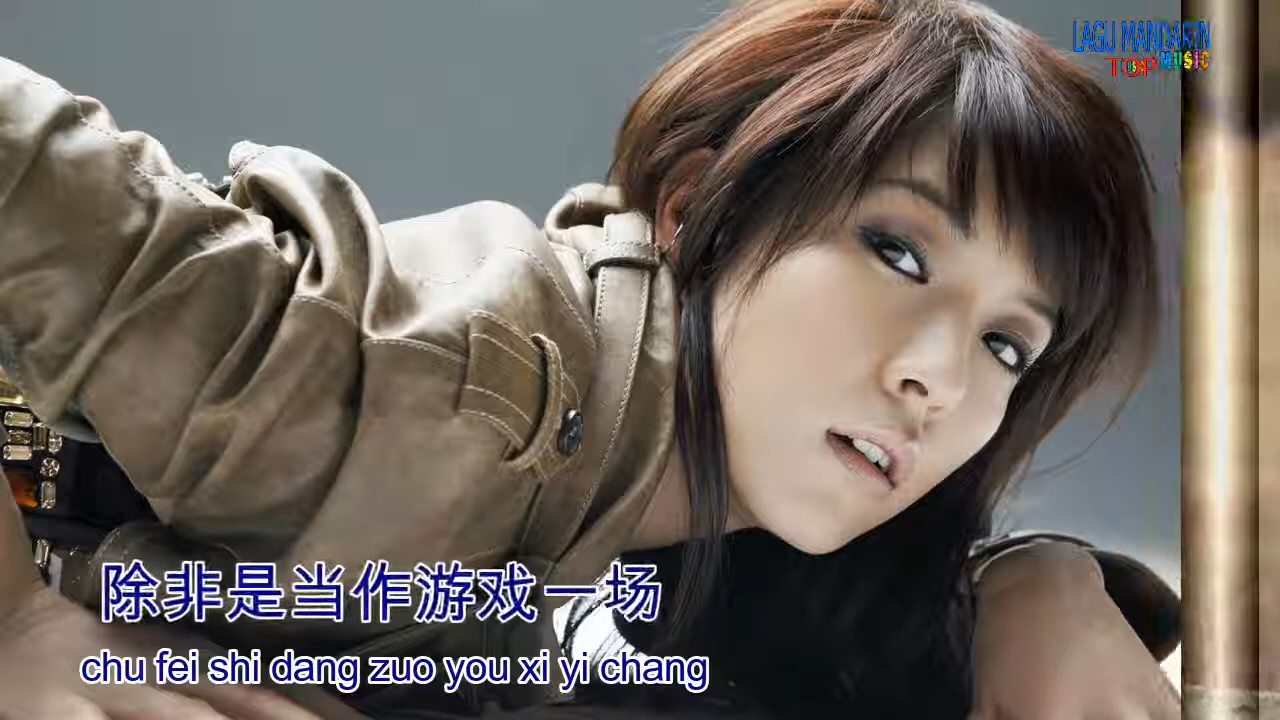 LAGU MANDARIN
TOP MUSIC
除非是当作游戏一场
chu fei shi dang zuo you xi yi chang